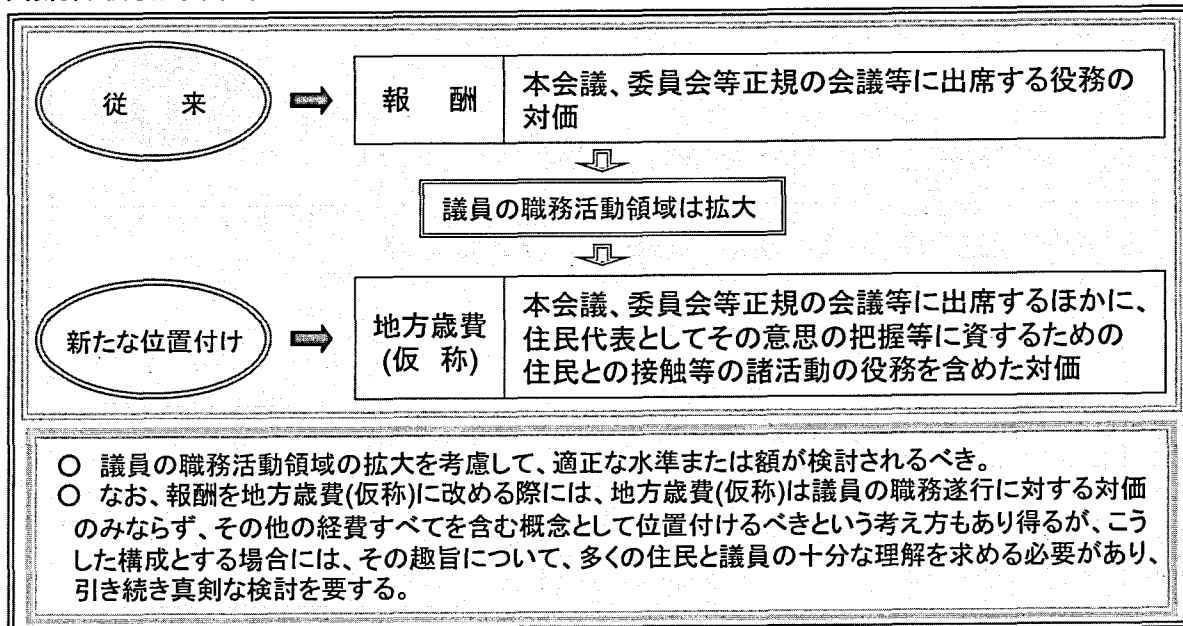 従　来
報　酬
本会議、委員会等正規の会議等に出席する役務の
対価
議員の職務活動領域は拡大
新たな位置付け
地方歳費
(仮　称)
本会議、委員会等正規の会議等に出席するほかに、
住民代表としてその意思の把握等に資するための
住民との接触等の諸活動の役務を含めた対価
○ 議員の職務活動領域の拡大を考慮して、適正な水準または額が検討されるべき。
○ なお、報酬を地方歳費(仮称)に改める際には、地方歳費(仮称)は議員の職務遂行に対する対価
のみならず、その他の経費すべてを含む概念として位置付けるべきという考え方もあり得るが、こう
した構成とする場合には、その趣旨について、多くの住民と議員の十分な理解を求める必要があり、
引き続き真剣な検討を要する。